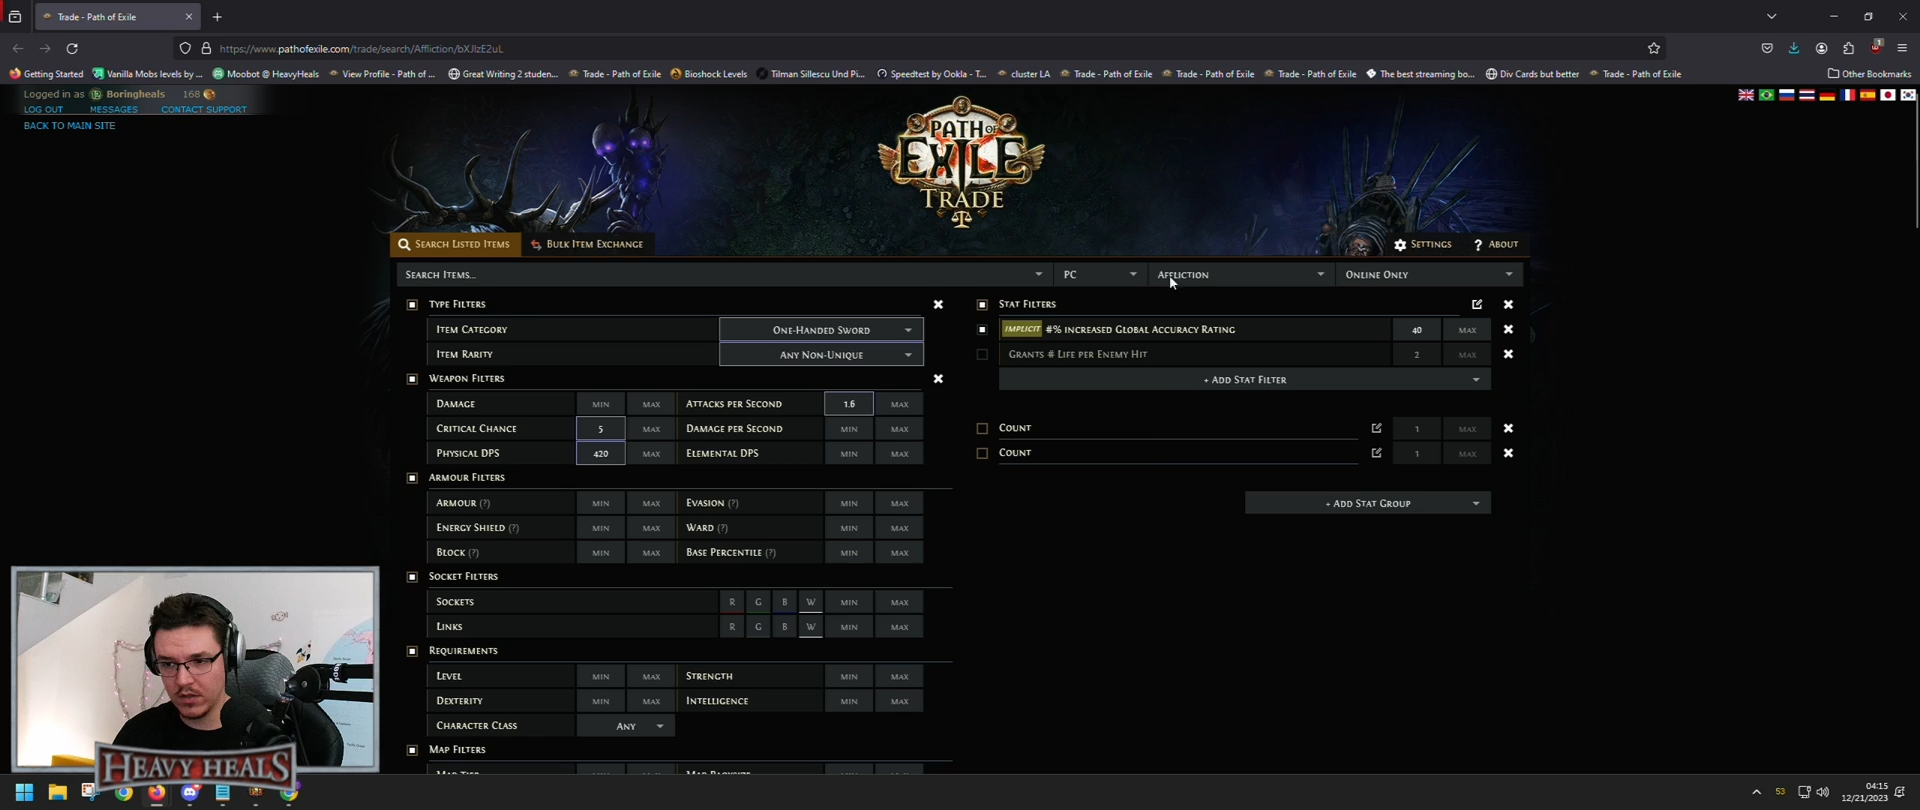 Trade - Path of Exile
https://www.pathofexile.com/trade/search/Affliction/bXJIzE2uL
Getting Started
Vanilla Mobs levels by ...
Moobot @ HeavyHeals
View Profile - Path of ...
Great Writing 2 studen...
Trade - Path of Exile
Bioshock Levels
Tilman Sillescu Und Pi...
Speedtest by Ookla - T...
cluster LA
Trade - Path of Exile
Trade - Path of Exile
Trade - Path of Exile
The best streaming bo...
Div Cards but better
Trade - Path of Exile
Other Bookmarks
Logged in as Boringheals 168
LOG OUT MESSAGES CONTACT SUPPORT
BACK TO MAIN SITE
PATH OF
EXILE
TRADE
Search Listed Items
Bulk Item Exchange
Settings
? About
Search Items...
PC
Affliction
Online Only
Type Filters
Item Category One-Handed Sword
Item Rarity Any Non-Unique
Weapon Filters
Damage MIN MAX Attacks per Second 1.6 MAX
Critical Chance 5 MAX Damage per Second MIN MAX
Physical DPS 420 MAX Elemental DPS MIN MAX
Armour Filters
Armour (?) MIN MAX Evasion (?) MIN MAX
Energy Shield (?) MIN MAX Ward (?) MIN MAX
Block (?) MIN MAX Base Percentile (?) MIN MAX
Socket Filters
Sockets R G B W MIN MAX
Links R G B W MIN MAX
Requirements
Level MIN MAX Strength MIN MAX
Dexterity MIN MAX Intelligence MIN MAX
Character Class Any
Map Filters
Stat Filters
IMPLICIT #% increased Global Accuracy Rating 40 MAX
Grants # Life per Enemy Hit 2 MAX
+ Add Stat Filter
Count 1 MAX
Count 1 MAX
+ Add Stat Group
HEAVY HEALS
53
04:15
12/21/2023